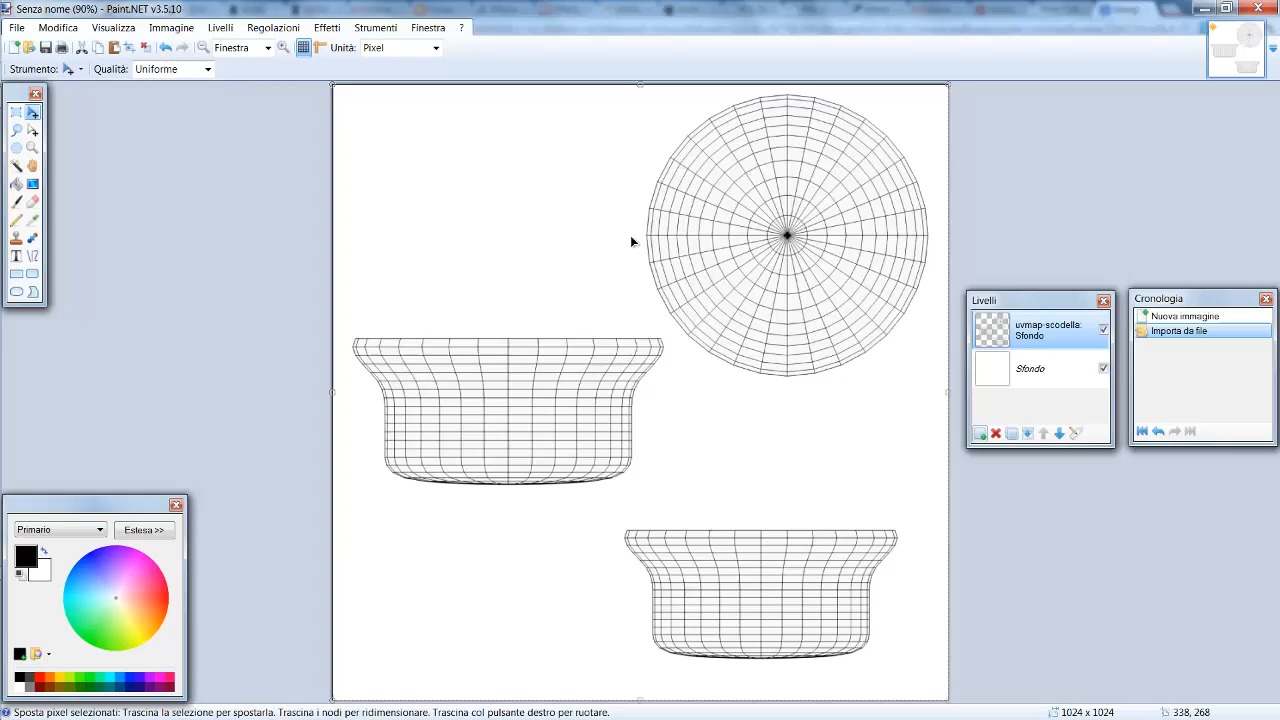 Senza nome (90%) - Paint.NET v3.5.10
File Modifica Visualizza Immagine Livelli Regolazioni Effetti Strumenti Finestra ?
Finestra Unità: Pixel
Strumento: Qualità: Uniforme
Livelli
uvmap-scodella:
Sfondo
Sfondo
Cronologia
Nuova immagine
Importa da file
Primario Estesa >>
Sposta pixel selezionati: Trascina la selezione per spostarla. Trascina i nodi per ridimensionare. Trascina col pulsante destro per ruotare. 1024 x 1024 338, 268